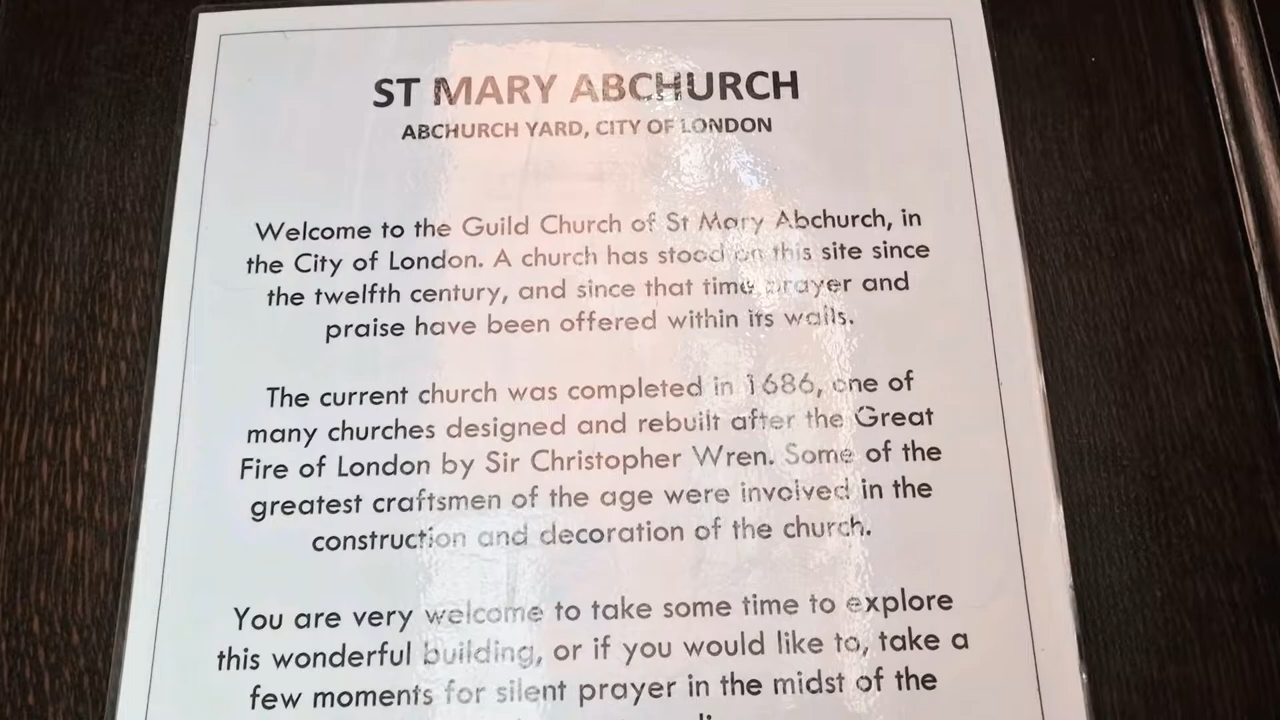 ST MARY ABCHURCH
ABCHURCH YARD, CITY OF LONDON
Welcome to the Guild Church of St Mary Abchurch, in
the City of London. A church has stood on this site since
the twelfth century, and since that time prayer and
praise have been offered within its walls.
The current church was completed in 1686, one of
many churches designed and rebuilt after the Great
Fire of London by Sir Christopher Wren. Some of the
greatest craftsmen of the age were involved in the
construction and decoration of the church.
You are very welcome to take some time to explore
this wonderful building, or if you would like to, take a
few moments for silent prayer in the midst of the